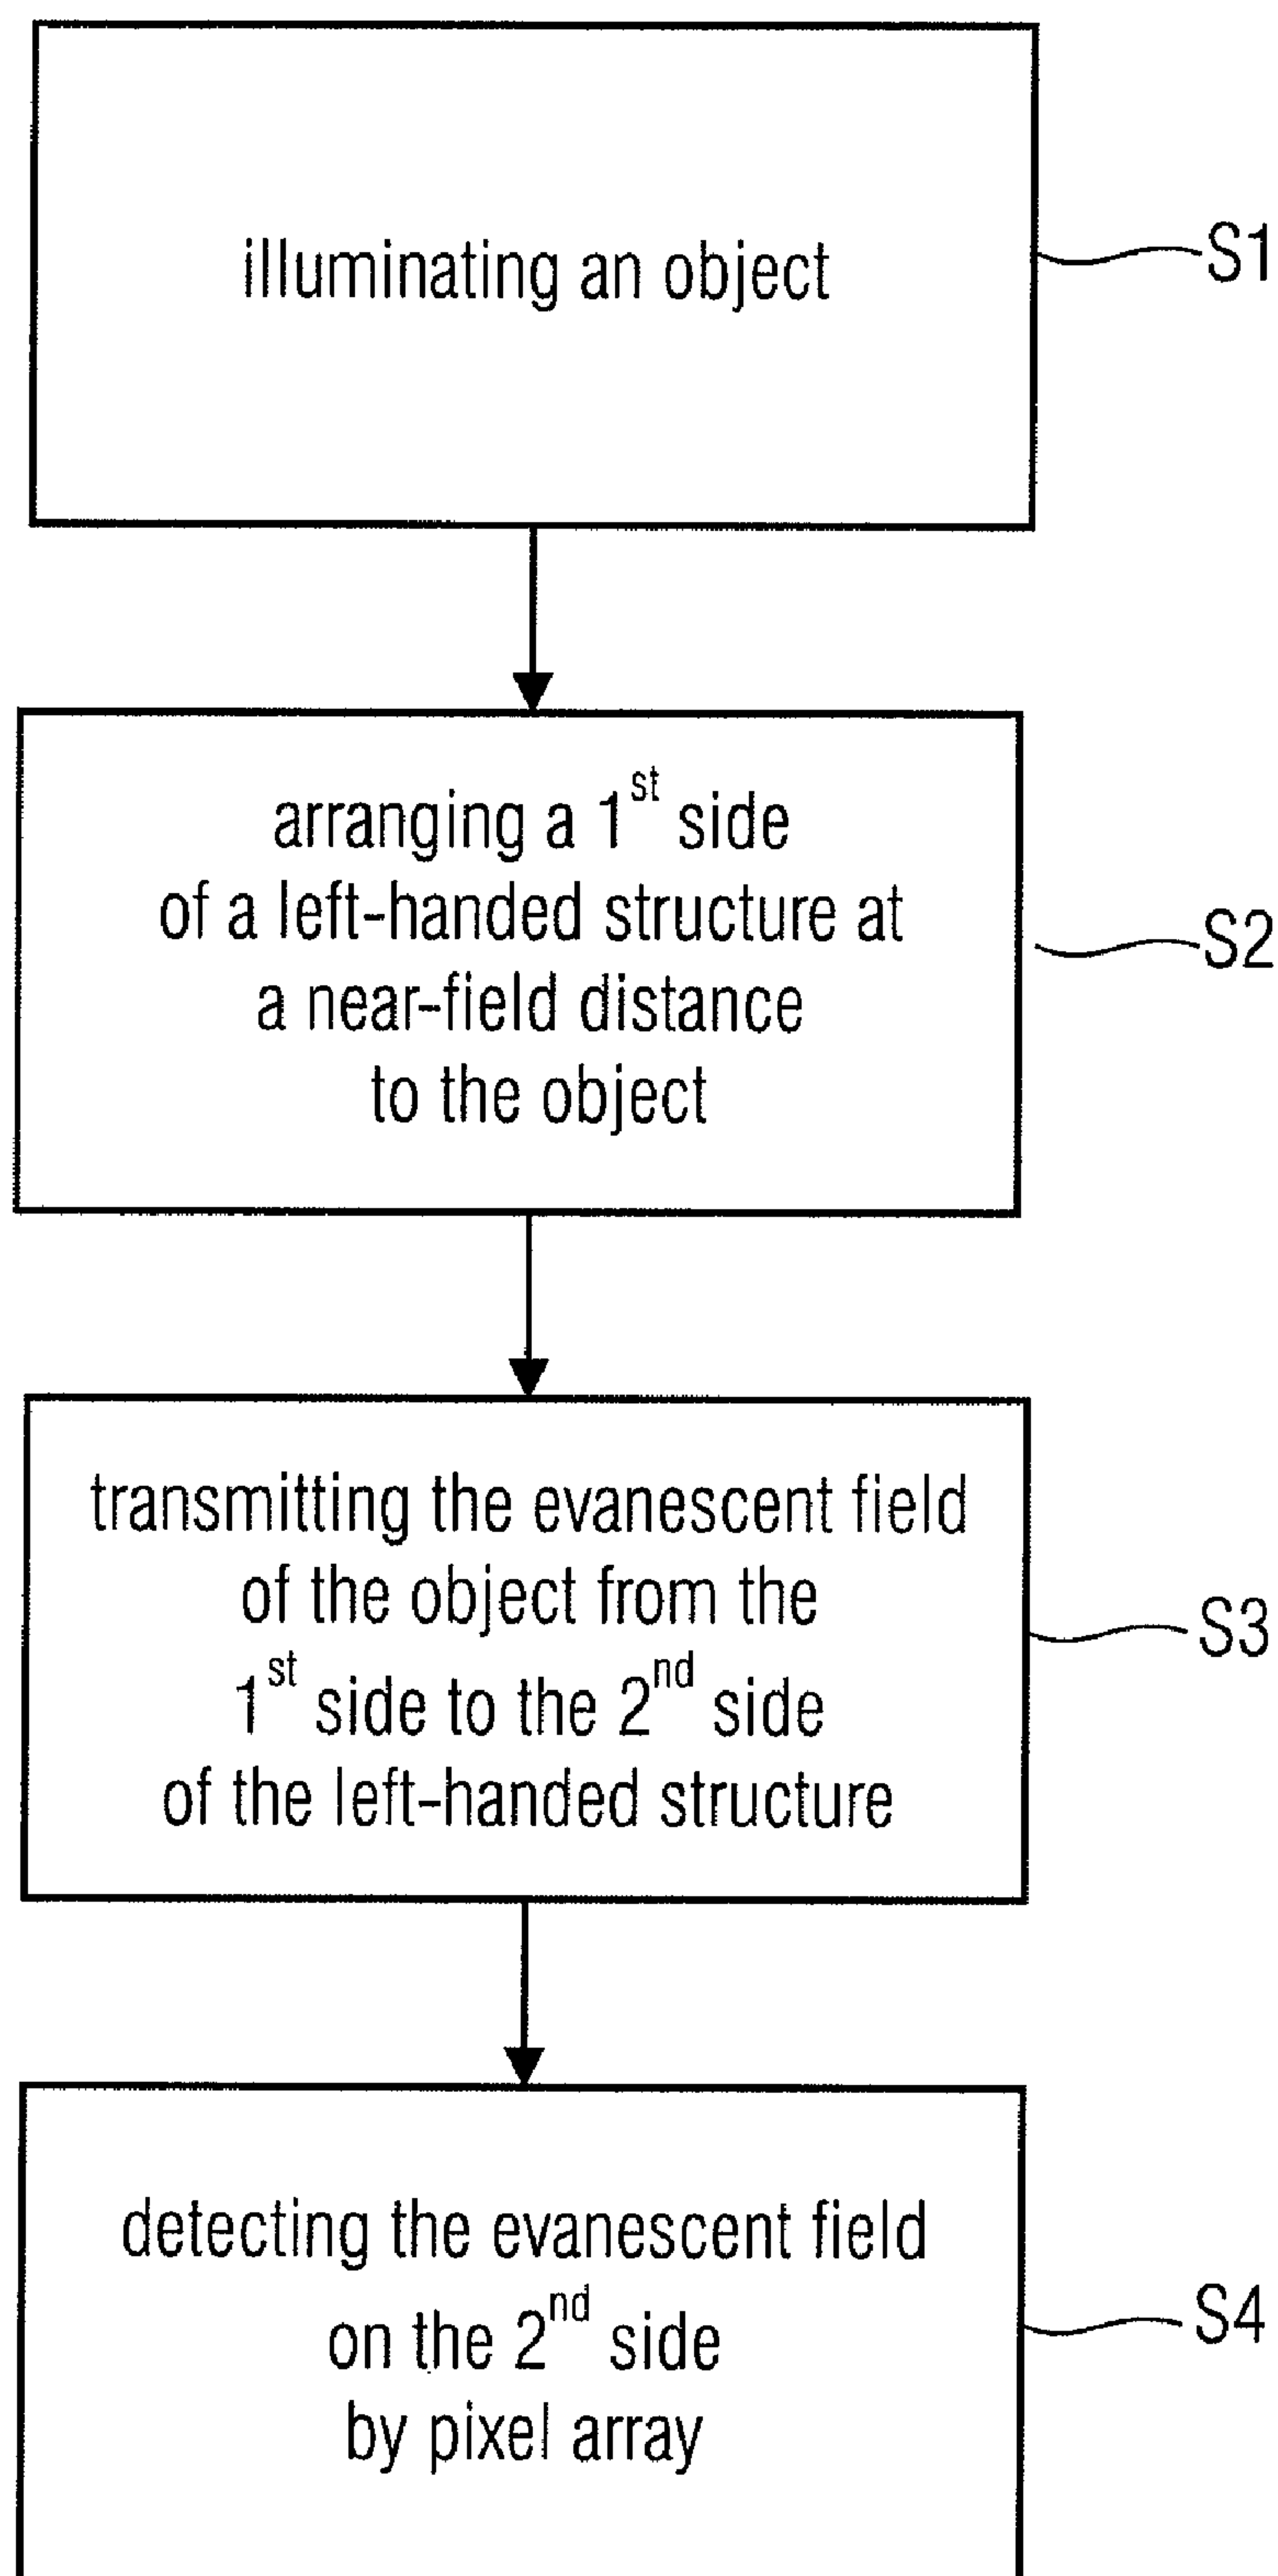 illuminating an object
S1
arranging a 1st side
of a left-handed structure at
a near-field distance
to the object
S2
transmitting the evanescent field
of the object from the
1st side to the 2nd side
of the left-handed structure
S3
detecting the evanescent field
on the 2nd side
by pixel array
S4